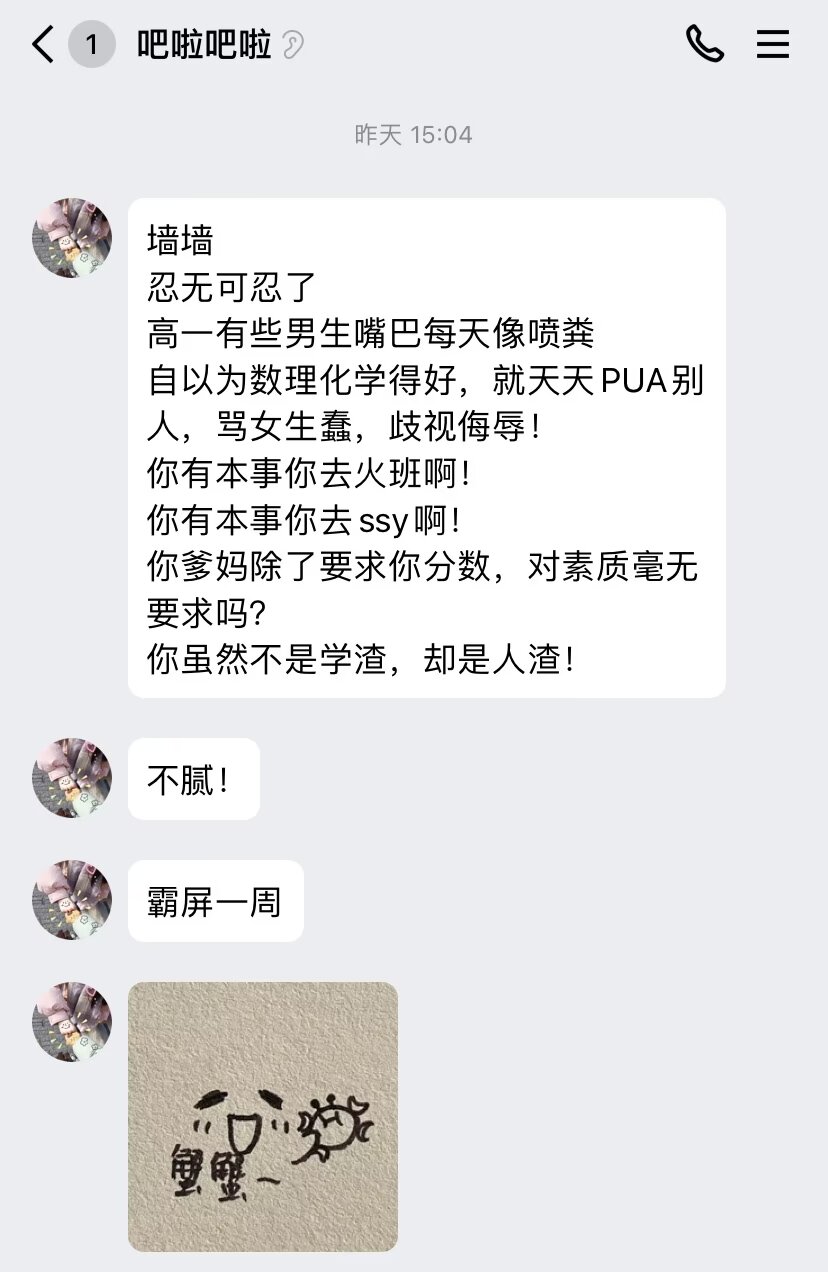 1
吧啦吧啦
昨天 15:04
墙墙
忍无可忍了
高一有些男生嘴巴每天像喷粪
自以为数理化学得好，就天天PUA别
人，骂女生蠢，歧视侮辱！
你有本事你去火班啊！
你有本事你去ssy啊！
你爹妈除了要求你分数，对素质毫无
要求吗？
你虽然不是学渣，却是人渣！
不腻！
霸屏一周
蟹蟹~